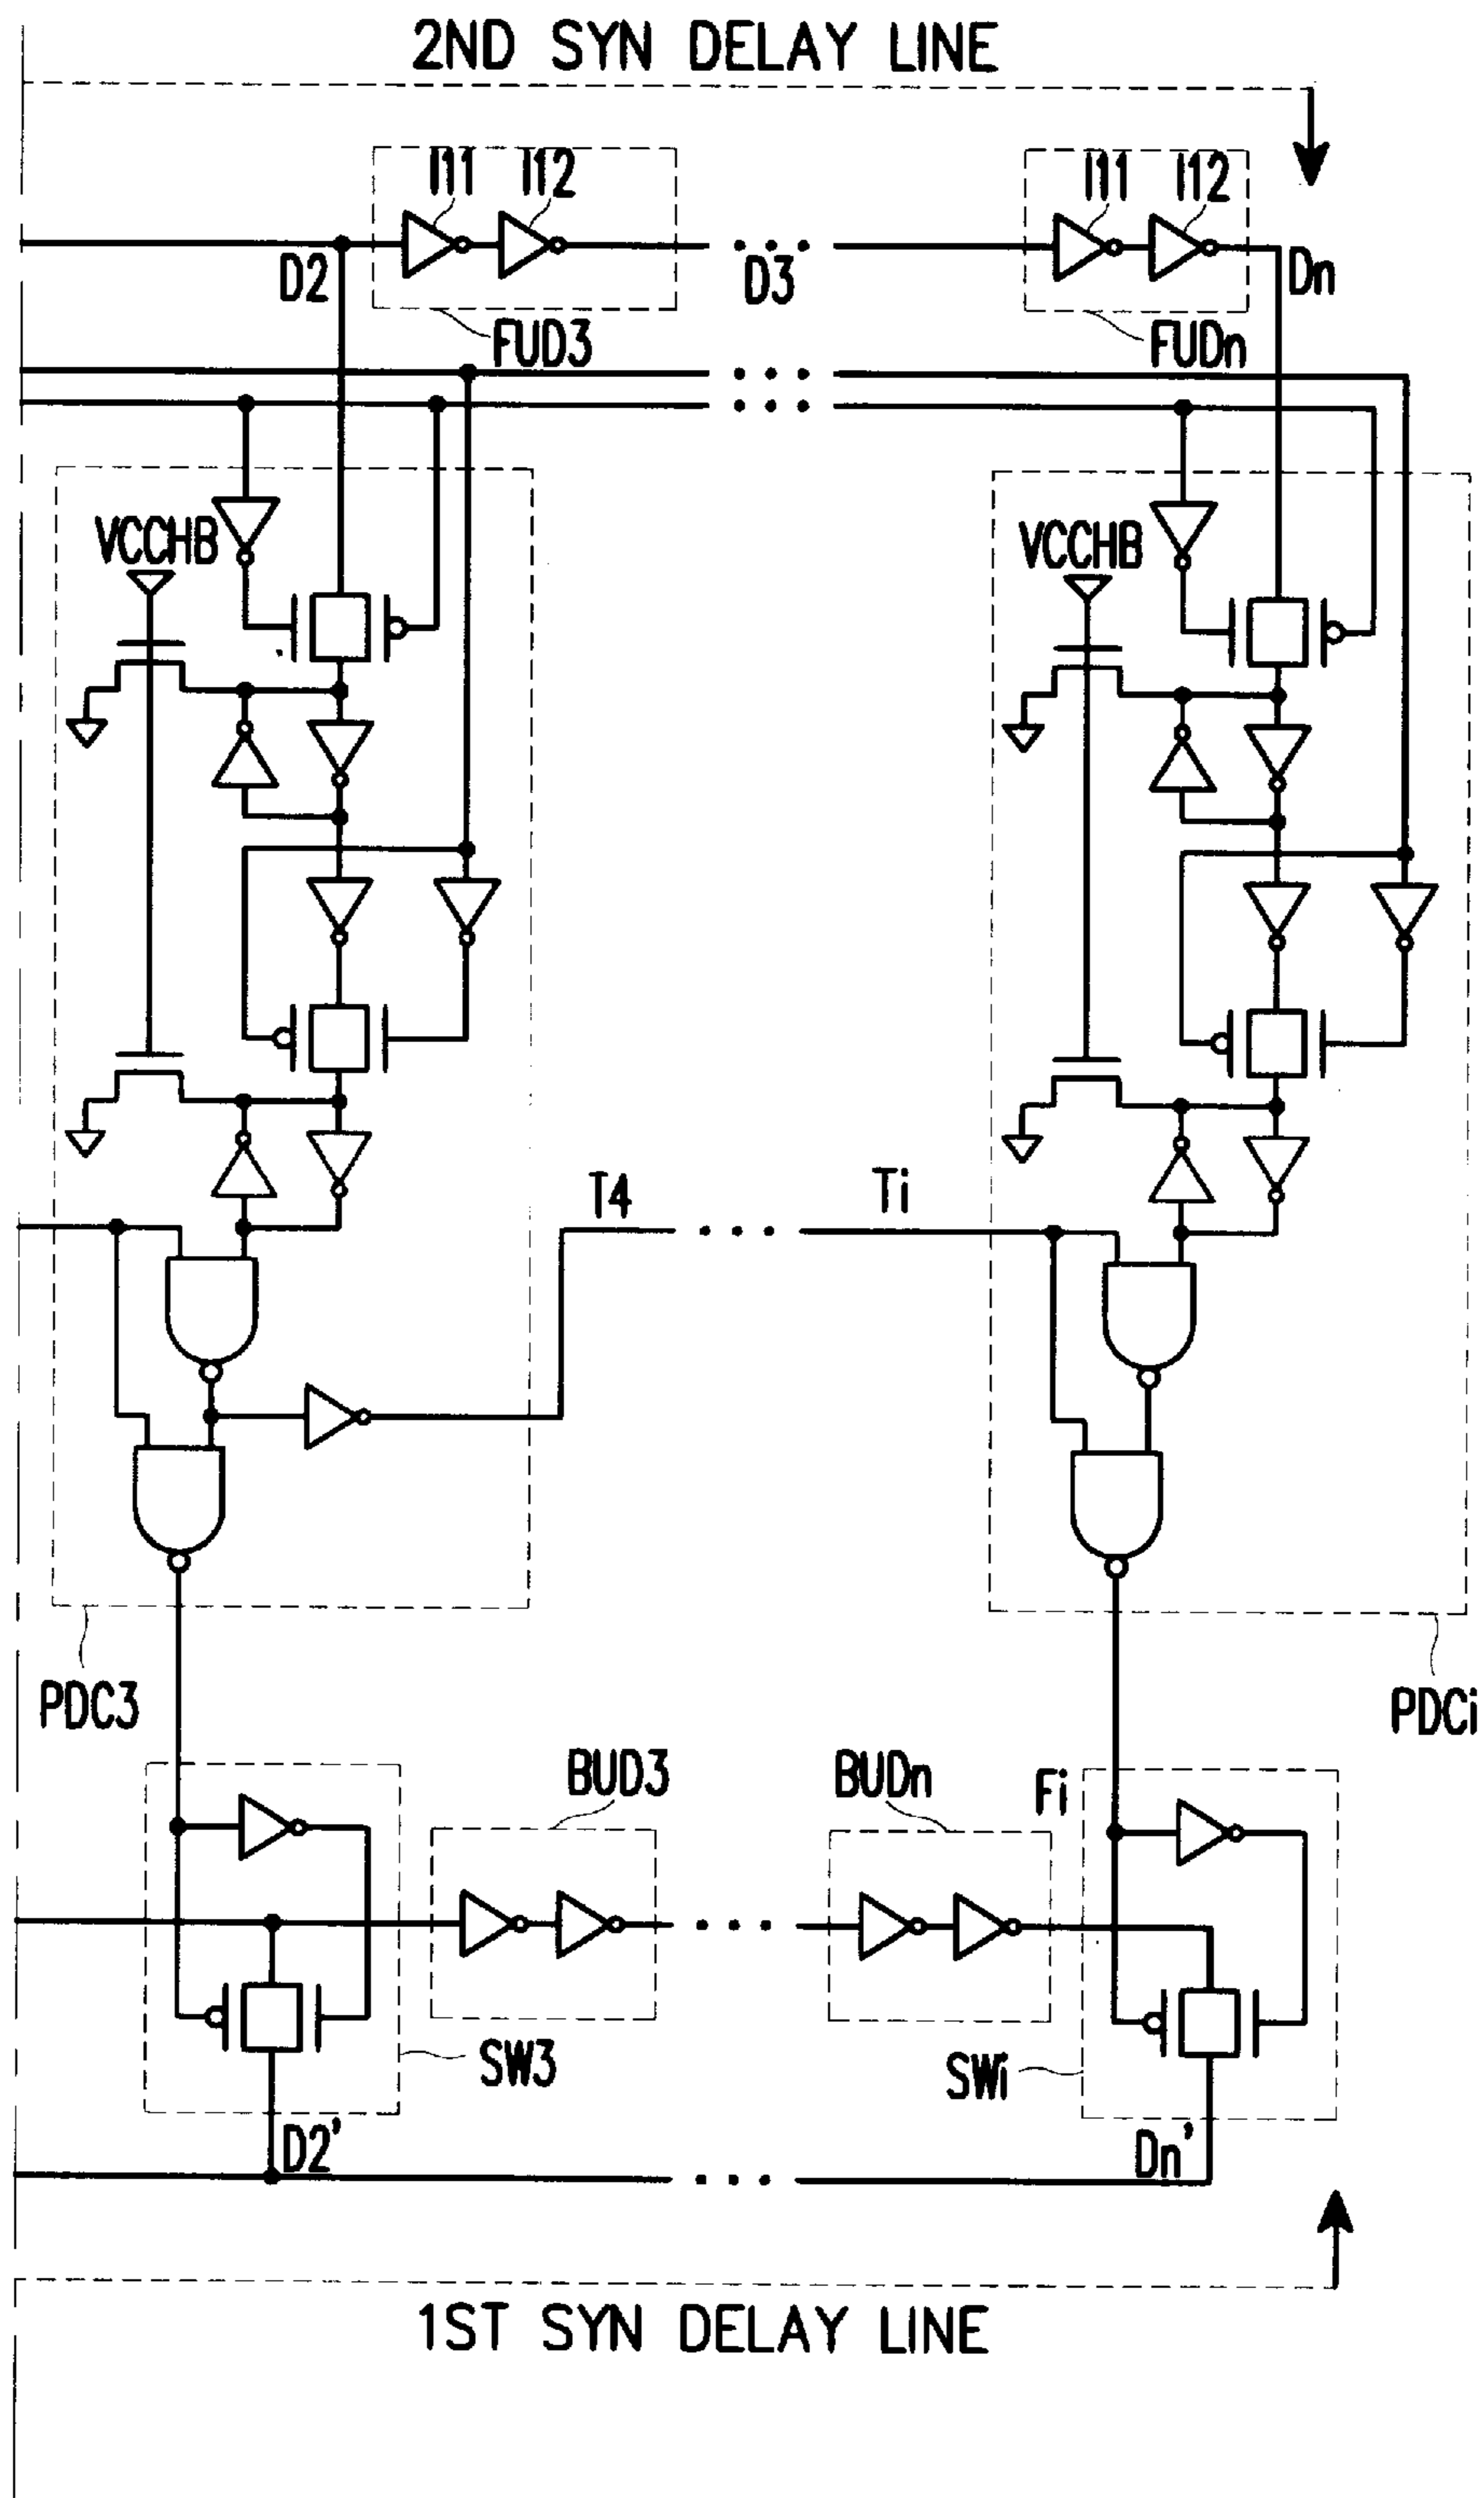 2ND SYN DELAY LINE
I11 I12
I11 I12
D2
D3
Dn
FUD3
FUDn
VCCHB
VCCHB
T4
Ti
PDC3
PDCi
BUD3
BUDn
Fi
SW3
SWi
D2'
Dn'
1ST SYN DELAY LINE